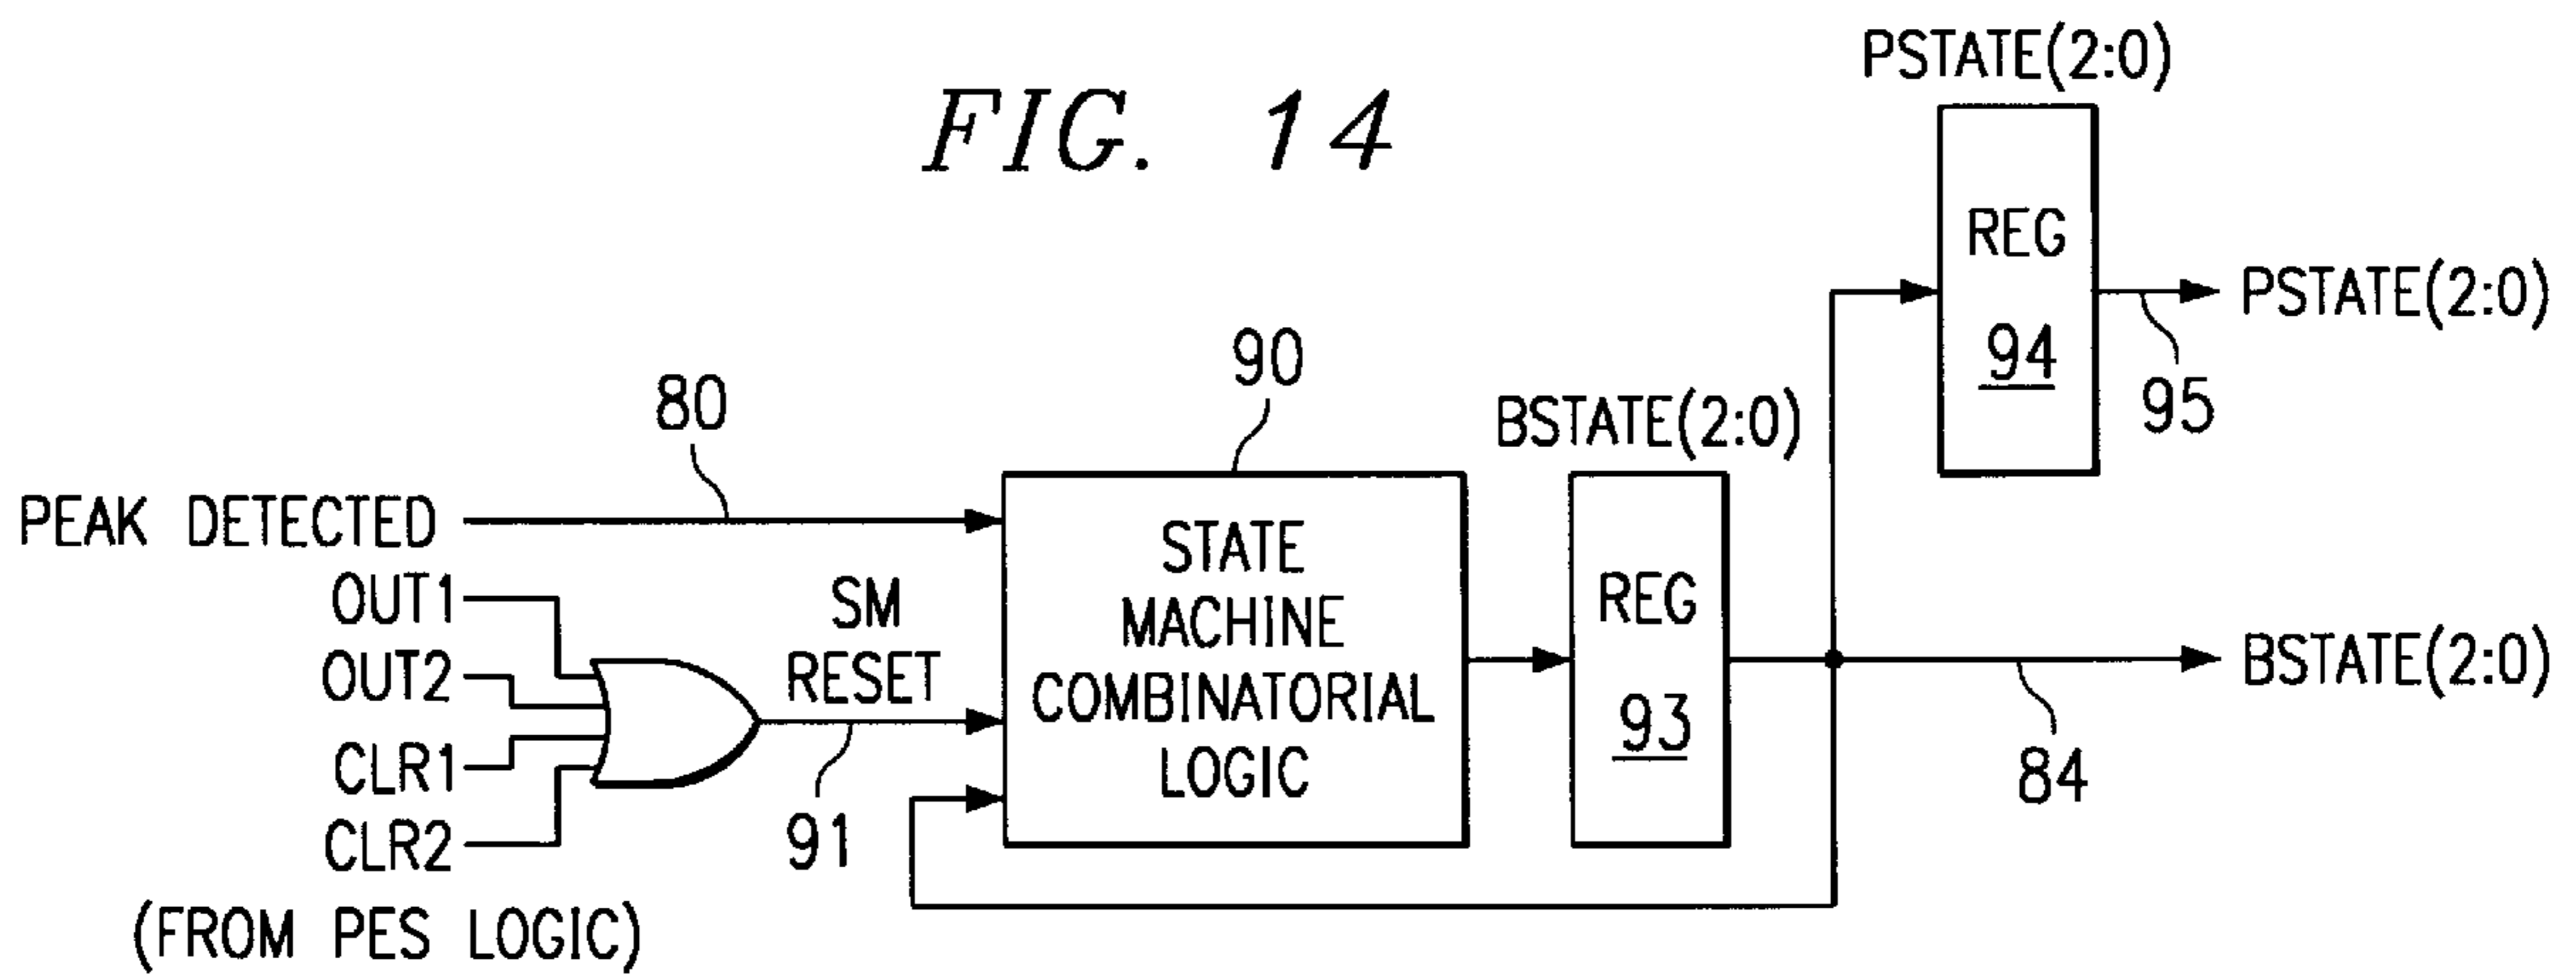 FIG. 14
PSTATE(2:0)
REG
94
PSTATE(2:0)
95
90
80
BSTATE(2:0)
PEAK DETECTED
OUT1
OUT2
CLR1
CLR2
(FROM PES LOGIC)
SM
RESET
91
STATE
MACHINE
COMBINATORIAL
LOGIC
REG
93
BSTATE(2:0)
84